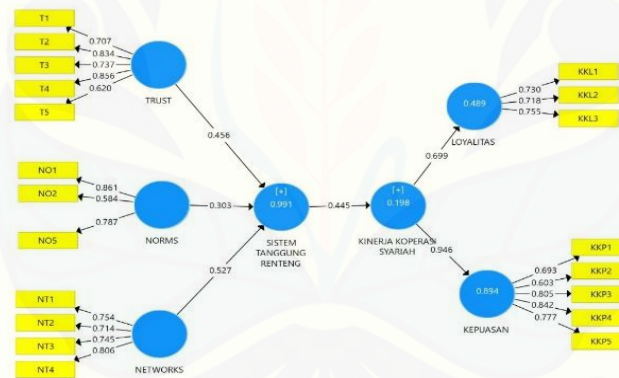 T1
T2
T3
T4
T5
0.707
0.834
0.737
0.856
0.620
TRUST
0.456
NO1
NO2
NO5
0.861
0.584
0.787
NORMS
0.303
NT1
NT2
NT3
NT4
0.754
0.714
0.745
0.806
NETWORKS
0.527
[+]
0.991
SISTEM
TANGGUNG
RENTENG
0.445
[+]
0.198
KINERJA KOPERASI
SYARIAH
0.699
0.946
0.489
LOYALITAS
0.730
0.718
0.755
KKL1
KKL2
KKL3
0.894
KEPUASAN
0.693
0.603
0.805
0.842
0.777
KKP1
KKP2
KKP3
KKP4
KKP5